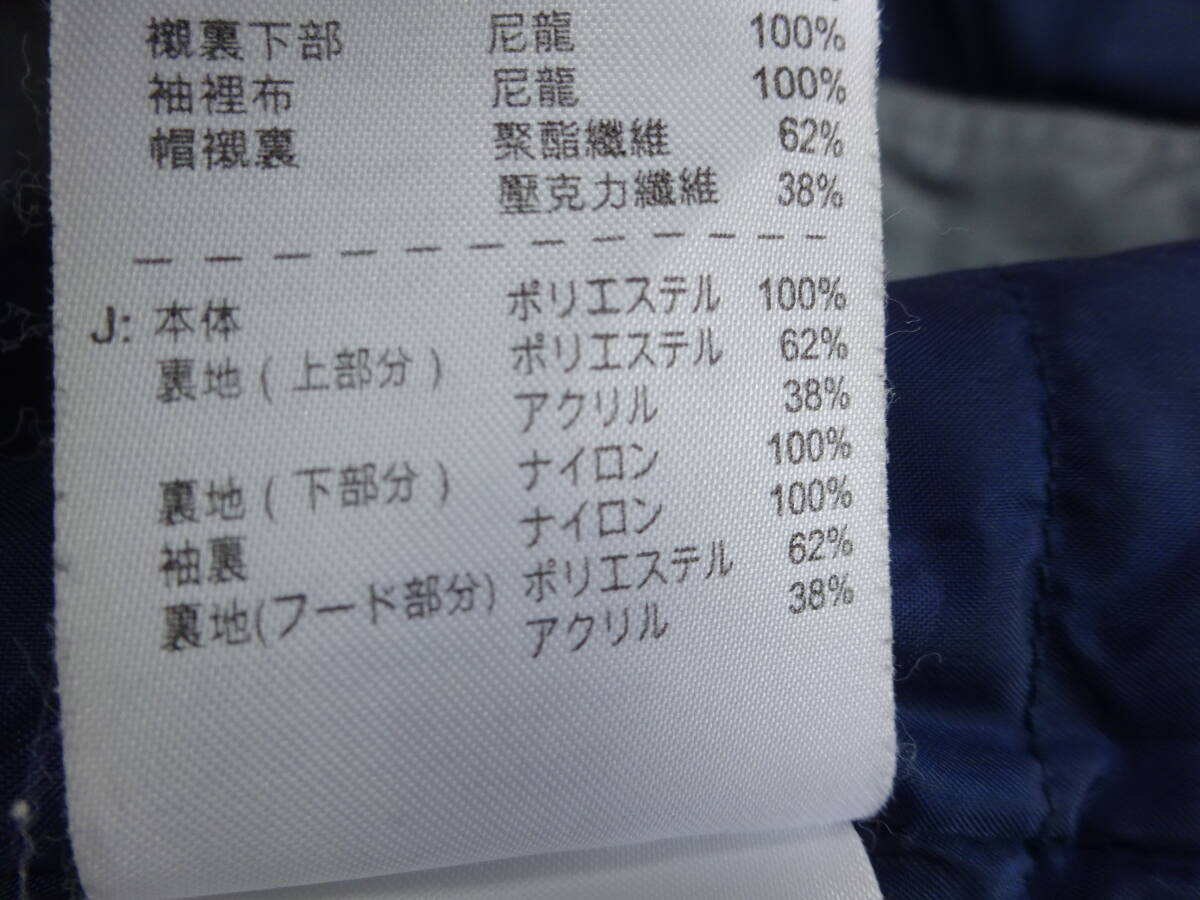 襯裏下部 尼龍 100%
袖裡布 尼龍 100%
帽襯裏 聚酯纖維 62%
壓克力纖維 38%
J: 本体 ポリエステル 100%
裏地 ( 上部分 ) ポリエステル 62%
アクリル 38%
裏地 ( 下部分 ) ナイロン 100%
袖裏 ナイロン 100%
裏地(フード部分) ポリエステル 62%
アクリル 38%